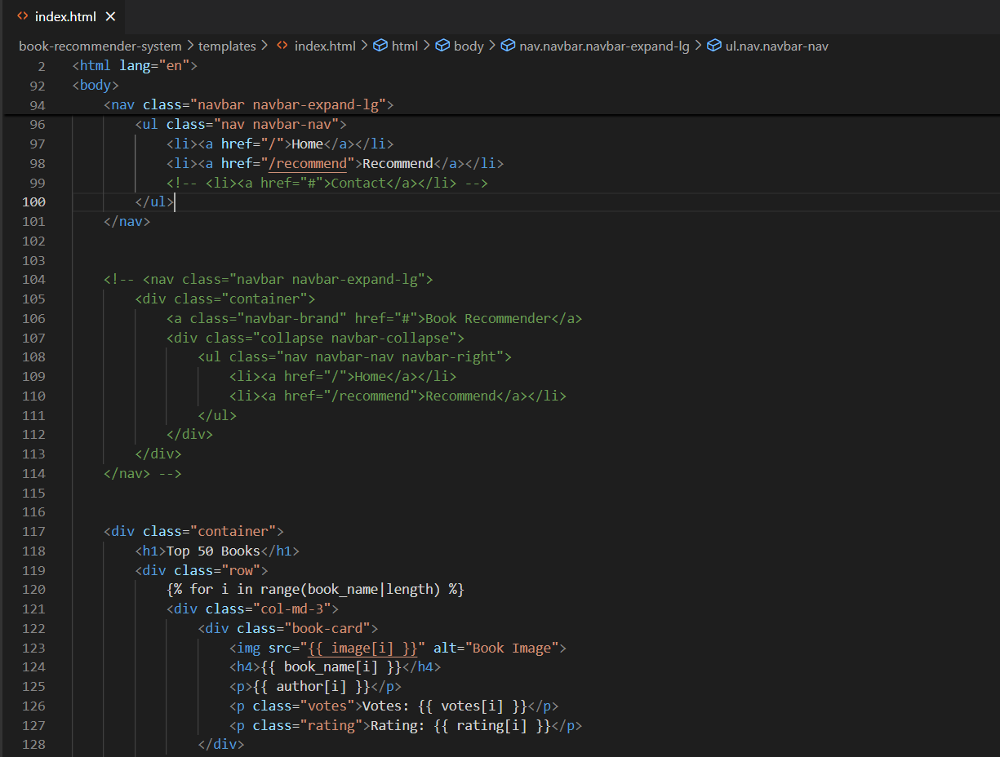 index.html
book-recommender-system > templates > index.html > html > body > nav.navbar.navbar-expand-lg > ul.nav.navbar-nav
2 <html lang="en">
92 <body>
94 <nav class="navbar navbar-expand-lg">
96 <ul class="nav navbar-nav">
97 <li><a href="/">Home</a></li>
98 <li><a href="/recommend">Recommend</a></li>
99 <!-- <li><a href="#">Contact</a></li> -->
100 </ul>
101 </nav>
102
103
104 <!-- <nav class="navbar navbar-expand-lg">
105 <div class="container">
106 <a class="navbar-brand" href="#">Book Recommender</a>
107 <div class="collapse navbar-collapse">
108 <ul class="nav navbar-nav navbar-right">
109 <li><a href="/">Home</a></li>
110 <li><a href="/recommend">Recommend</a></li>
111 </ul>
112 </div>
113 </div>
114 </nav> -->
115
116
117 <div class="container">
118 <h1>Top 50 Books</h1>
119 <div class="row">
120 {% for i in range(book_name|length) %}
121 <div class="col-md-3">
122 <div class="book-card">
123 <img src="{{ image[i] }}" alt="Book Image">
124 <h4>{{ book_name[i] }}</h4>
125 <p>{{ author[i] }}</p>
126 <p class="votes">Votes: {{ votes[i] }}</p>
127 <p class="rating">Rating: {{ rating[i] }}</p>
128 </div>